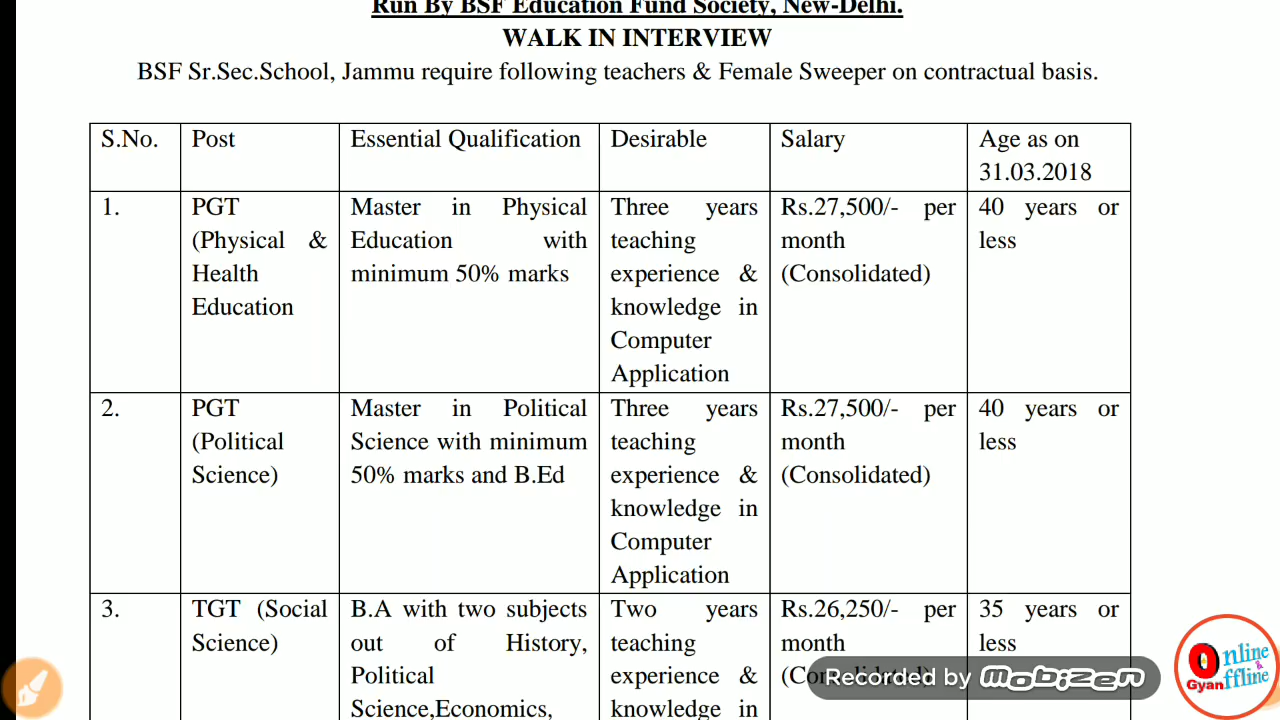 Run By BSF Education Fund Society, New-Delhi.
WALK IN INTERVIEW
BSF Sr.Sec.School, Jammu require following teachers & Female Sweeper on contractual basis.
S.No.
Post
Essential Qualification
Desirable
Salary
Age as on
31.03.2018
1.
PGT
(Physical &
Health
Education
Master in Physical
Education with
minimum 50% marks
Three years
teaching
experience &
knowledge in
Computer
Application
Rs.27,500/- per
month
(Consolidated)
40 years or
less
2.
PGT
(Political
Science)
Master in Political
Science with minimum
50% marks and B.Ed
Three years
teaching
experience &
knowledge in
Computer
Application
Rs.27,500/- per
month
(Consolidated)
40 years or
less
3.
TGT (Social
Science)
B.A with two subjects
out of History,
Political
Science,Economics,
Two years
teaching
experience &
knowledge in
Rs.26,250/- per
month
35 years or
less
Recorded by mobizen
Online
&
Gyan Offline